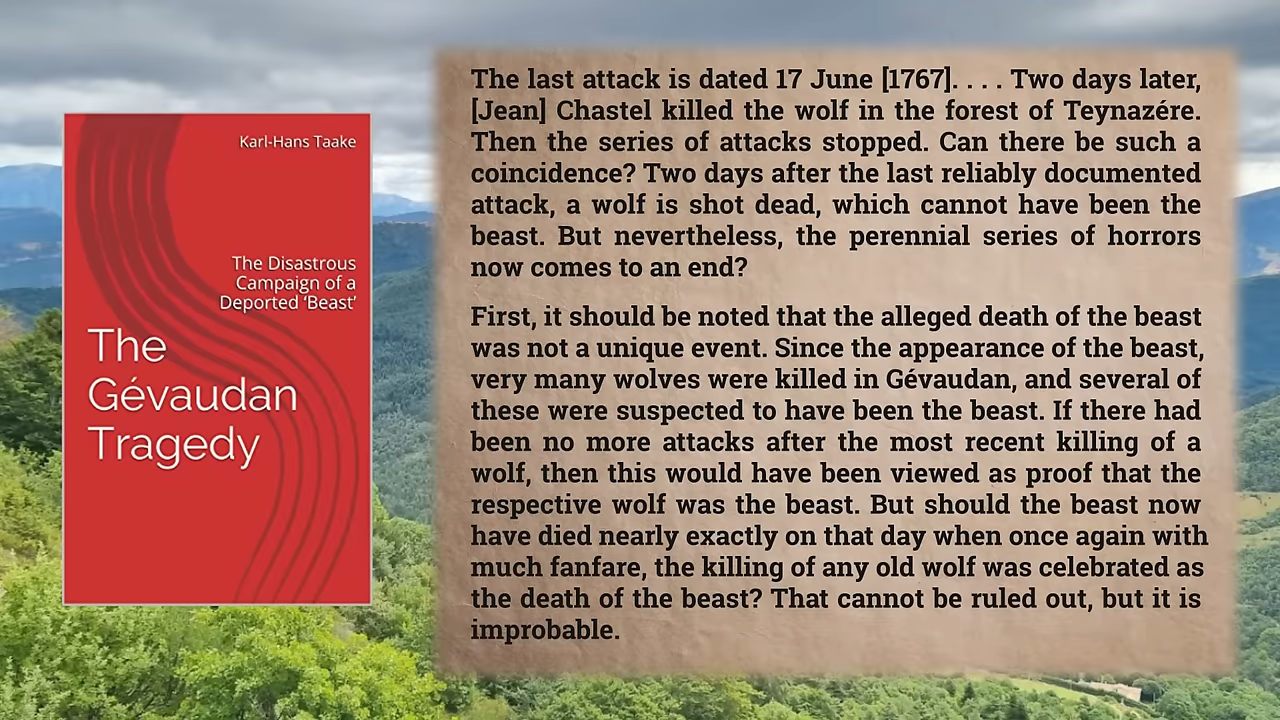 Karl-Hans Taake
The Disastrous
Campaign of a
Deported ‘Beast’
The
Gévaudan
Tragedy
The last attack is dated 17 June [1767]. . . . Two days later,
[Jean] Chastel killed the wolf in the forest of Teynazére.
Then the series of attacks stopped. Can there be such a
coincidence? Two days after the last reliably documented
attack, a wolf is shot dead, which cannot have been the
beast. But nevertheless, the perennial series of horrors
now comes to an end?
First, it should be noted that the alleged death of the beast
was not a unique event. Since the appearance of the beast,
very many wolves were killed in Gévaudan, and several of
these were suspected to have been the beast. If there had
been no more attacks after the most recent killing of a
wolf, then this would have been viewed as proof that the
respective wolf was the beast. But should the beast now
have died nearly exactly on that day when once again with
much fanfare, the killing of any old wolf was celebrated as
the death of the beast? That cannot be ruled out, but it is
improbable.